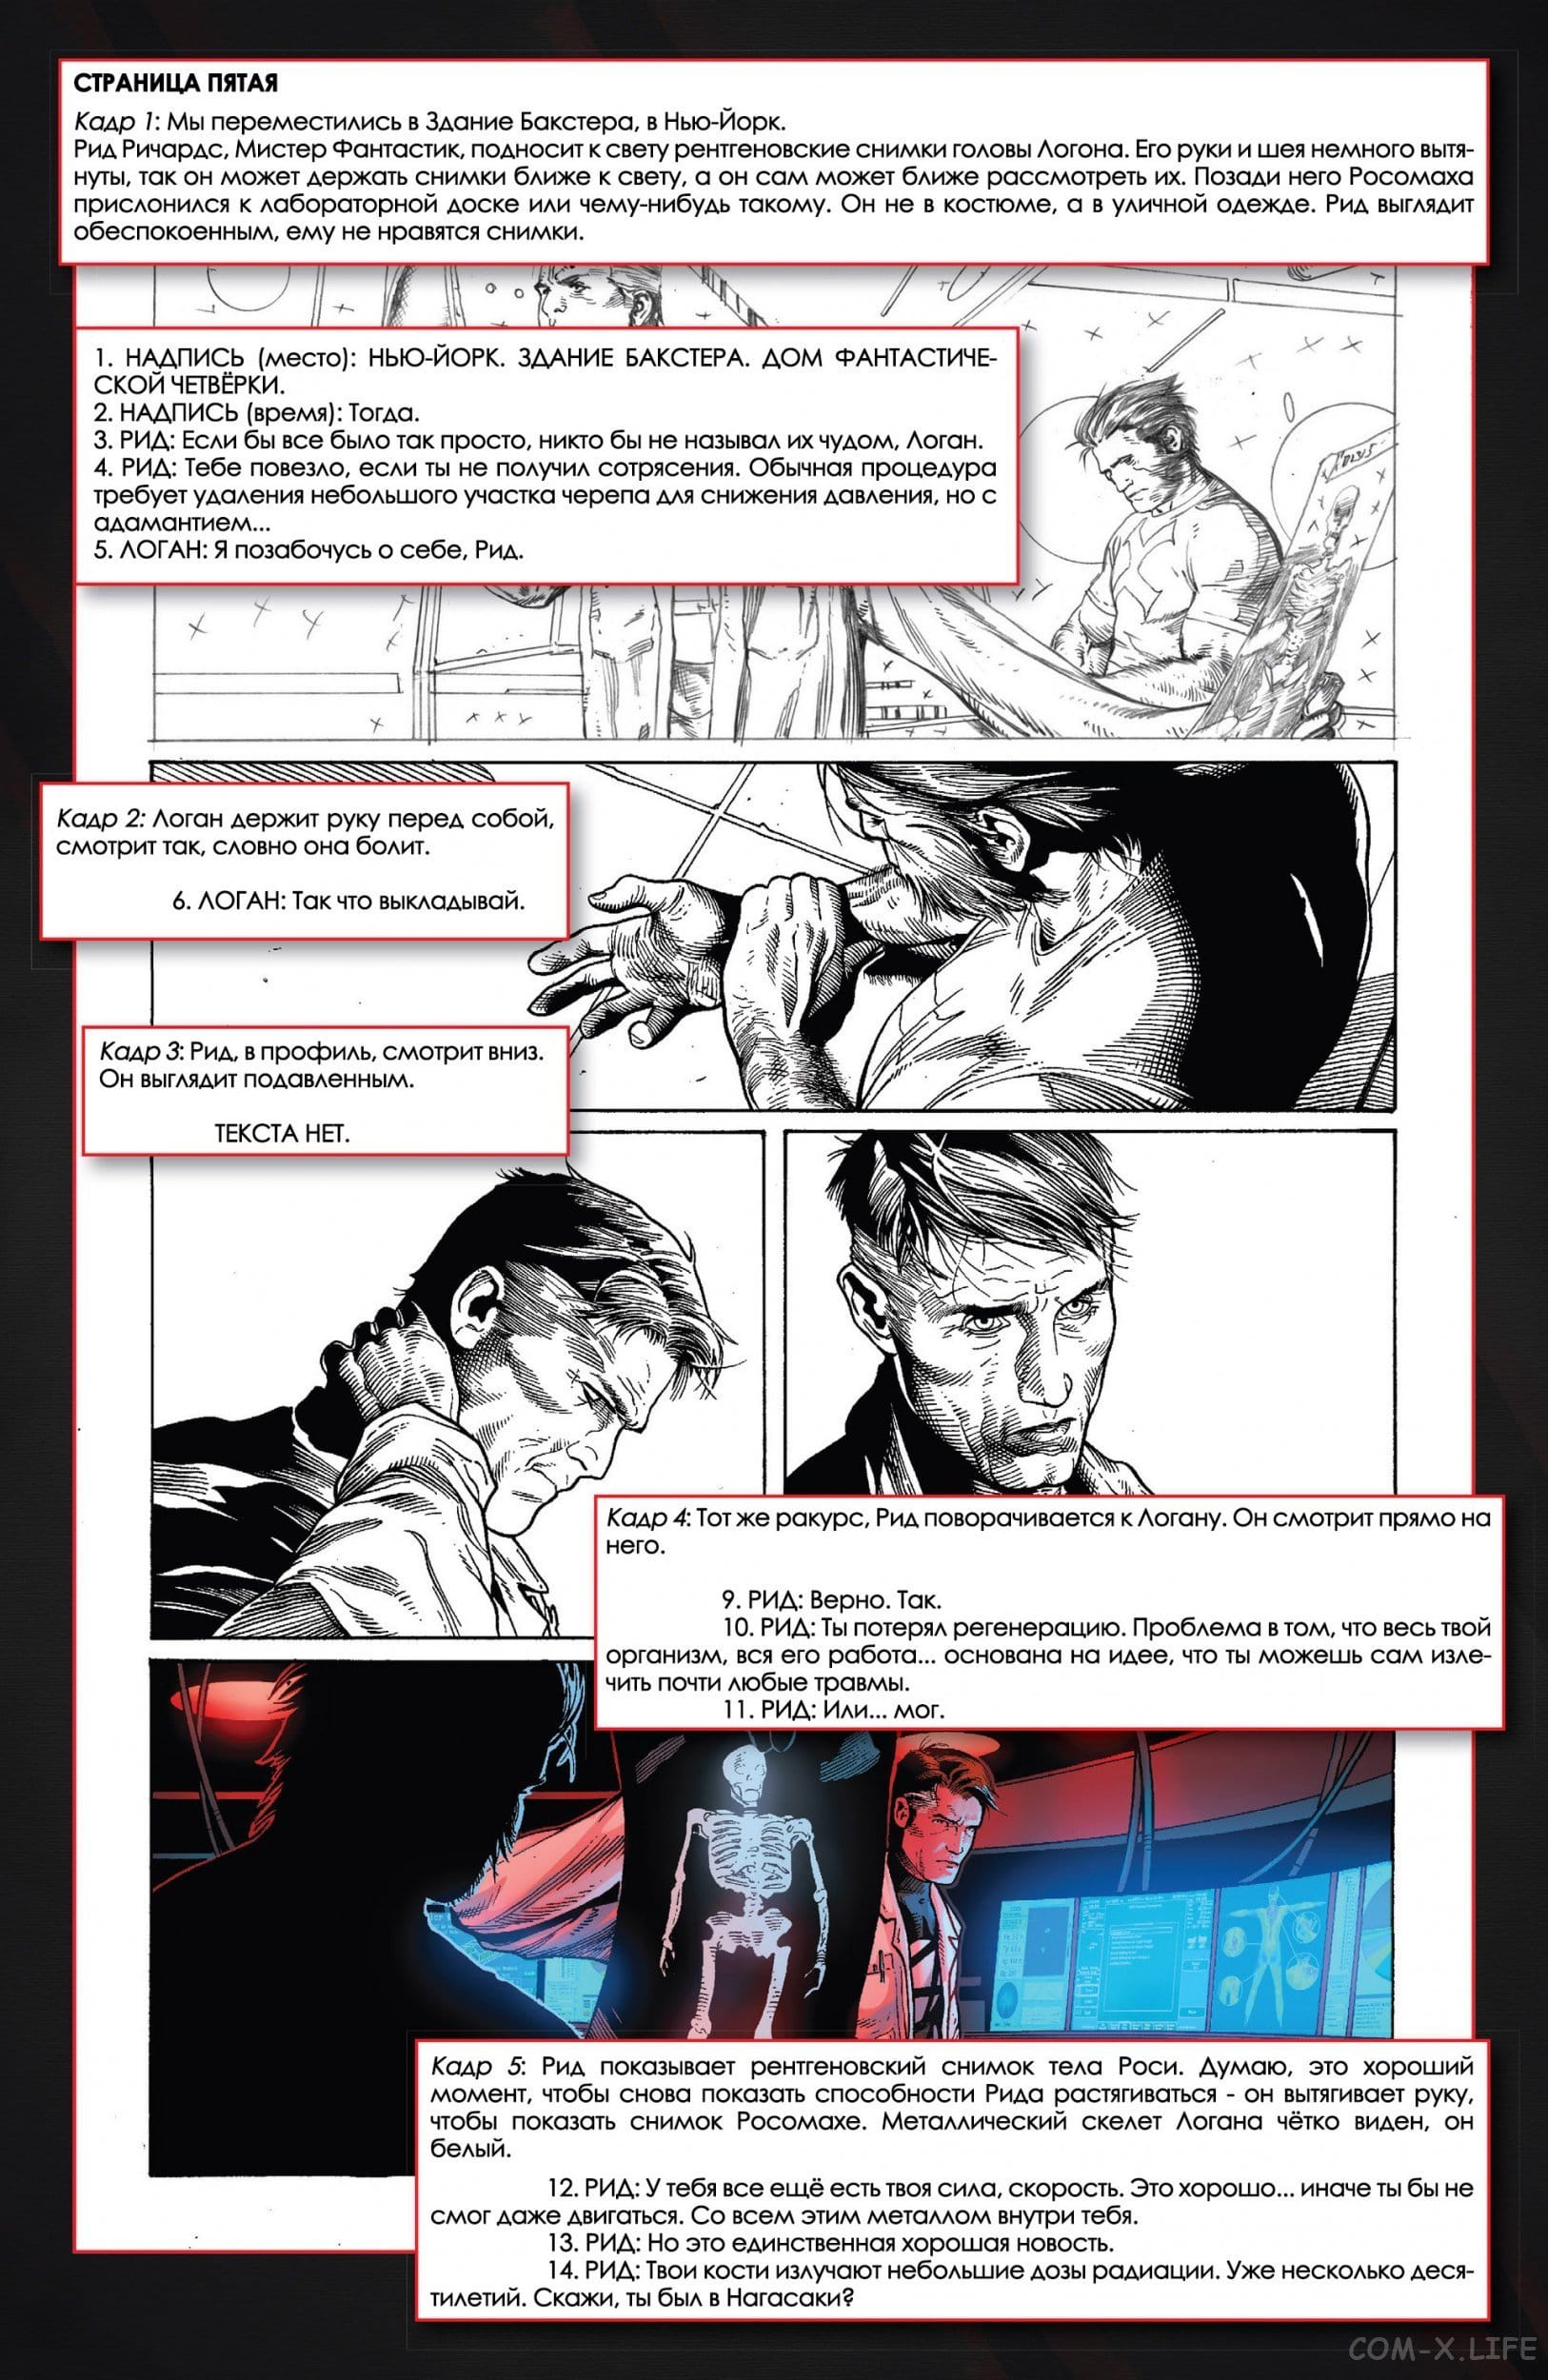 СТРАНИЦА ПЯТАЯ
Кадр 1: Мы переместились в Здание Бакстера, в Нью-Йорк.
Рид Ричардс, Мистер Фантастик, подносит к свету рентгеновские снимки головы Логона. Его руки и шея немного вытя-
нуты, так он может держать снимки ближе к свету, а он сам может ближе рассмотреть их. Позади него Росомаха
прислонился к лабораторной доске или чему-нибудь такому. Он не в костюме, а в уличной одежде. Рид выглядит
обеспокоенным, ему не нравятся снимки.
1. НАДПИСЬ (место): НЬЮ-ЙОРК. ЗДАНИЕ БАКСТЕРА. ДОМ ФАНТАСТИЧЕ-
СКОЙ ЧЕТВЁРКИ.
2. НАДПИСЬ (время): Тогда.
3. РИД: Если бы все было так просто, никто бы не называл их чудом, Логан.
4. РИД: Тебе повезло, если ты не получил сотрясения. Обычная процедура
требует удаления небольшого участка черепа для снижения давления, но с
адамантием...
5. ЛОГАН: Я позабочусь о себе, Рид.
Кадр 2: Логан держит руку перед собой,
смотрит так, словно она болит.
6. ЛОГАН: Так что выкладывай.
Кадр 3: Рид, в профиль, смотрит вниз.
Он выглядит подавленным.
ТЕКСТА НЕТ.
Кадр 4: Тот же ракурс, Рид поворачивается к Логану. Он смотрит прямо на
него.
9. РИД: Верно. Так.
10. РИД: Ты потерял регенерацию. Проблема в том, что весь твой
организм, вся его работа... основана на идее, что ты можешь сам изле-
чить почти любые травмы.
11. РИД: Или... мог.
Кадр 5: Рид показывает рентгеновский снимок тела Роси. Думаю, это хороший
момент, чтобы снова показать способности Рида растягиваться - он вытягивает руку,
чтобы показать снимок Росомахе. Металлический скелет Логана чётко виден, он
белый.
12. РИД: У тебя все ещё есть твоя сила, скорость. Это хорошо... иначе ты бы не
смог даже двигаться. Со всем этим металлом внутри тебя.
13. РИД: Но это единственная хорошая новость.
14. РИД: Твои кости излучают небольшие дозы радиации. Уже несколько деся-
тилетий. Скажи, ты был в Нагасаки?
COM-X.LIFE